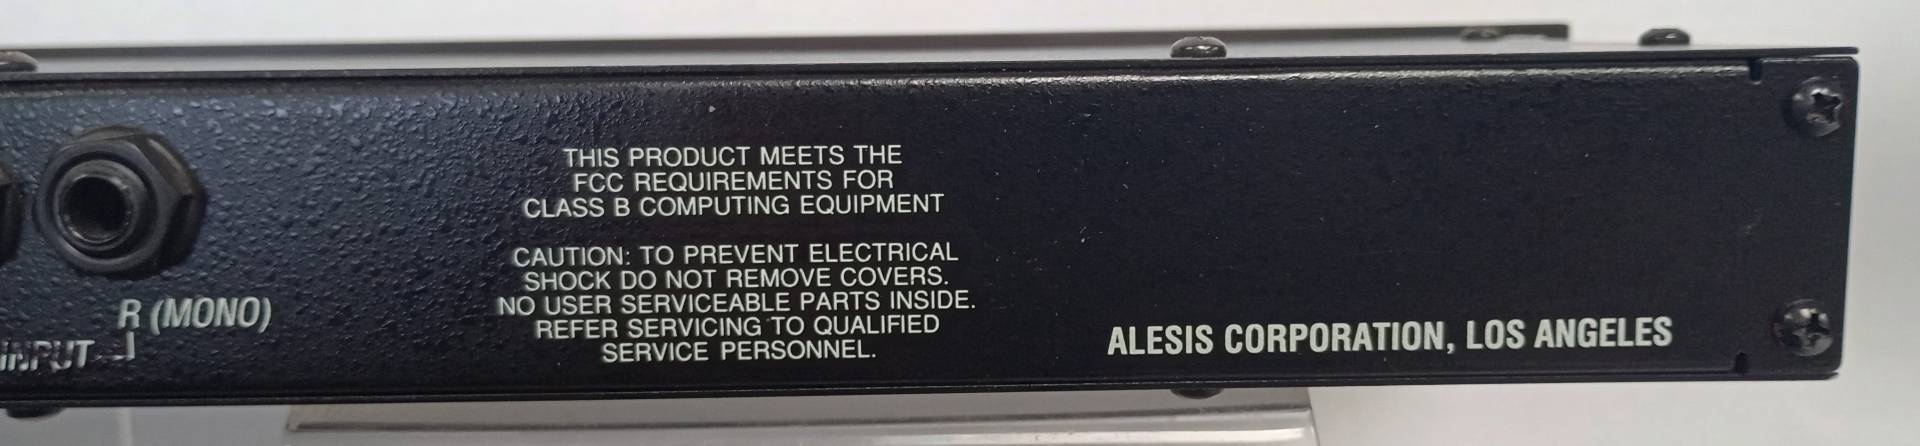 R (MONO)
INPUT
THIS PRODUCT MEETS THE
FCC REQUIREMENTS FOR
CLASS B COMPUTING EQUIPMENT
CAUTION: TO PREVENT ELECTRICAL
SHOCK DO NOT REMOVE COVERS.
NO USER SERVICEABLE PARTS INSIDE.
REFER SERVICING TO QUALIFIED
SERVICE PERSONNEL.
ALESIS CORPORATION, LOS ANGELES